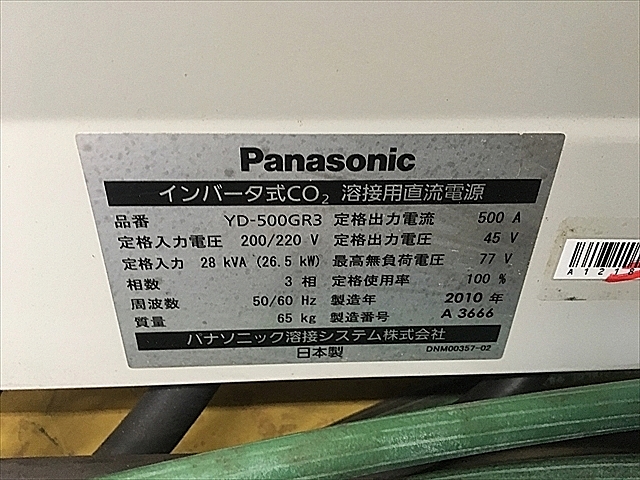 Panasonic
インバータ式CO₂ 溶接用直流電源
品番 YD-500GR3 定格出力電流 500 A
定格入力電圧 200/220 V 定格出力電圧 45 V
定格入力 28 kVA (26.5 kW) 最高無負荷電圧 77 V
相数 3 相 定格使用率 100 %
周波数 50/60 Hz 製造年 2010 年
質量 65 kg 製造番号 A 3666
パナソニック溶接システム株式会社
日本製 DNM00357-02